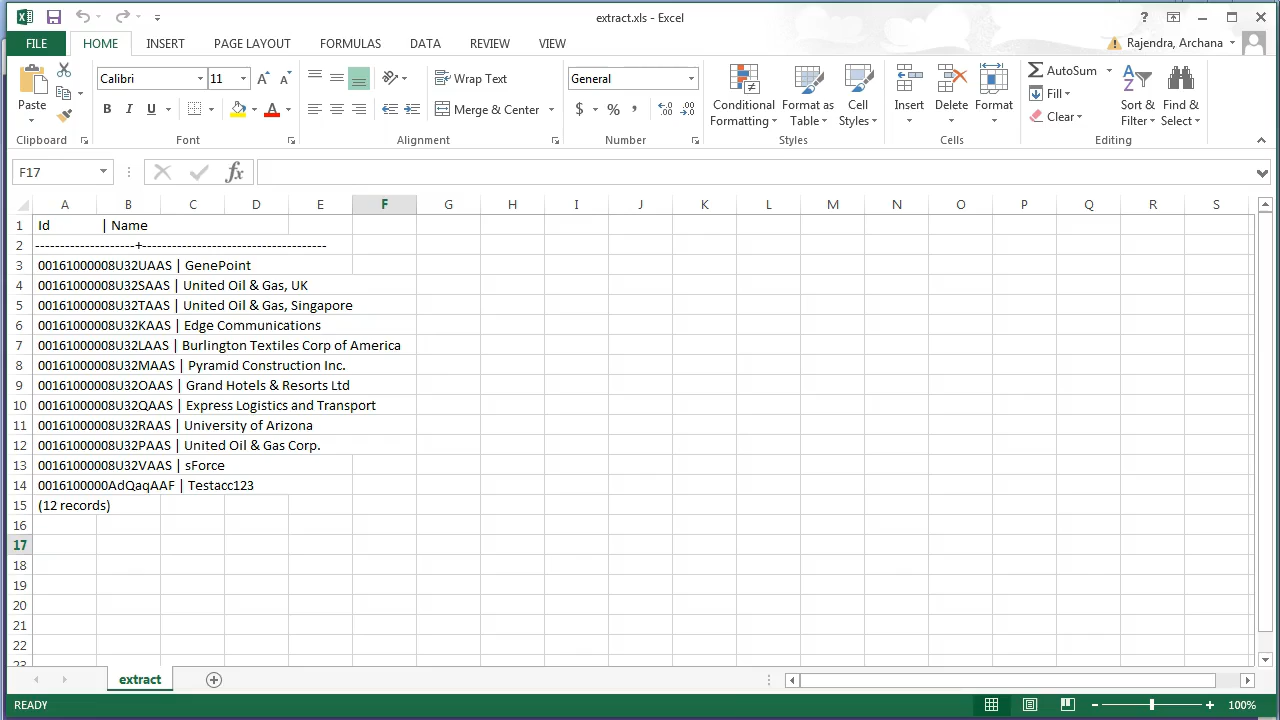 extract.xls - Excel
?
FILE HOME INSERT PAGE LAYOUT FORMULAS DATA REVIEW VIEW
Rajendra, Archana
Paste
Clipboard
Calibri 11
B I U
A A
Font
Wrap Text
Merge & Center
Alignment
General
$ % ,
Number
Conditional Formatting
Format as Table
Cell Styles
Styles
Insert
Delete
Format
Cells
AutoSum
Fill
Clear
Sort & Filter
Find & Select
Editing
F17
fx
A B C D E F G H I J K L M N O P Q R S
1 Id | Name
2 ---------------------+--------------------------------------
3 00161000008U32UAAS | GenePoint
4 00161000008U32SAAS | United Oil & Gas, UK
5 00161000008U32TAAS | United Oil & Gas, Singapore
6 00161000008U32KAAS | Edge Communications
7 00161000008U32LAAS | Burlington Textiles Corp of America
8 00161000008U32MAAS | Pyramid Construction Inc.
9 00161000008U32OAAS | Grand Hotels & Resorts Ltd
10 00161000008U32QAAS | Express Logistics and Transport
11 00161000008U32RAAS | University of Arizona
12 00161000008U32PAAS | United Oil & Gas Corp.
13 00161000008U32VAAS | sForce
14 0016100000AdQaqAAF | Testacc123
15 (12 records)
16
17
18
19
20
21
22
23
extract
READY
100%